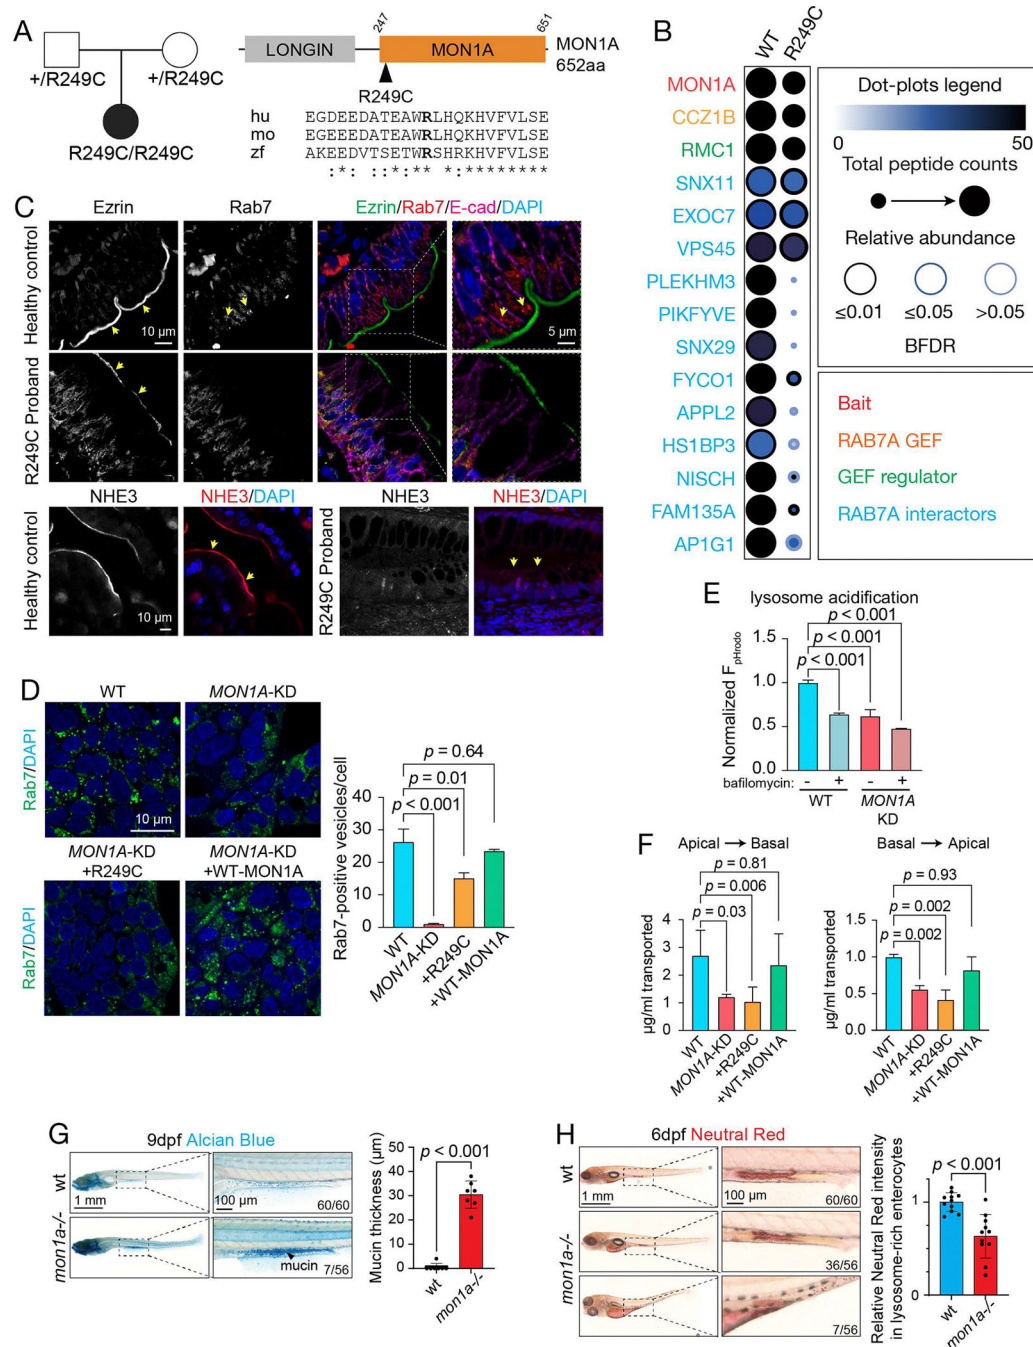 A
+/R249C
+/R249C
R249C/R249C
247
651
LONGIN
MON1A
MON1A
652aa
R249C
hu EGDEEDATEAWRLHQKHVFVLSE
mo EGEEEDATEAWRLHQKHVFVLSE
zf AKEEDVTSETWRSHRKHVFVLSE
B
WT
R249C
MON1A
CCZ1B
RMC1
SNX11
EXOC7
VPS45
PLEKHM3
PIKFYVE
SNX29
FYCO1
APPL2
HS1BP3
NISCH
FAM135A
AP1G1
Dot-plots legend
0
50
Total peptide counts
Relative abundance
≤0.01
≤0.05
>0.05
BFDR
Bait
RAB7A GEF
GEF regulator
RAB7A interactors
C
Ezrin
Rab7
Ezrin/Rab7/E-cad/DAPI
Healthy control
10 µm
5 µm
R249C Proband
NHE3
NHE3/DAPI
NHE3
NHE3/DAPI
Healthy control
10 µm
R249C Proband
D
WT
MON1A-KD
Rab7/DAPI
10 µm
MON1A-KD
+R249C
MON1A-KD
+WT-MON1A
Rab7/DAPI
Rab7-positive vesicles/cell
30
20
10
0
p = 0.64
p = 0.01
p < 0.001
WT
MON1A-KD
+R249C
+WT-MON1A
E
lysosome acidification
p < 0.001
p < 0.001
p < 0.001
Normalized FpHrodo
1.5
1.0
0.5
0.0
bafilomycin: - + - +
WT
MON1A
KD
F
Apical → Basal
p = 0.81
p = 0.006
p = 0.03
µg/ml transported
4
3
2
1
0
WT
MON1A-KD
+R249C
+WT-MON1A
Basal → Apical
p = 0.93
p = 0.002
p = 0.002
µg/ml transported
1.5
1.0
0.5
0.0
WT
MON1A-KD
+R249C
+WT-MON1A
G
9dpf Alcian Blue
wt
1 mm
100 µm
60/60
mon1a-/-
mucin
7/56
Mucin thickness (µm)
50
40
30
20
10
0
p < 0.001
wt
mon1a-/-
H
6dpf Neutral Red
wt
1 mm
100 µm
60/60
mon1a-/-
36/56
7/56
Relative Neutral Red intensity
in lysosome-rich enterocytes
p < 0.001
1
0.5
0
wt
mon1a-/-